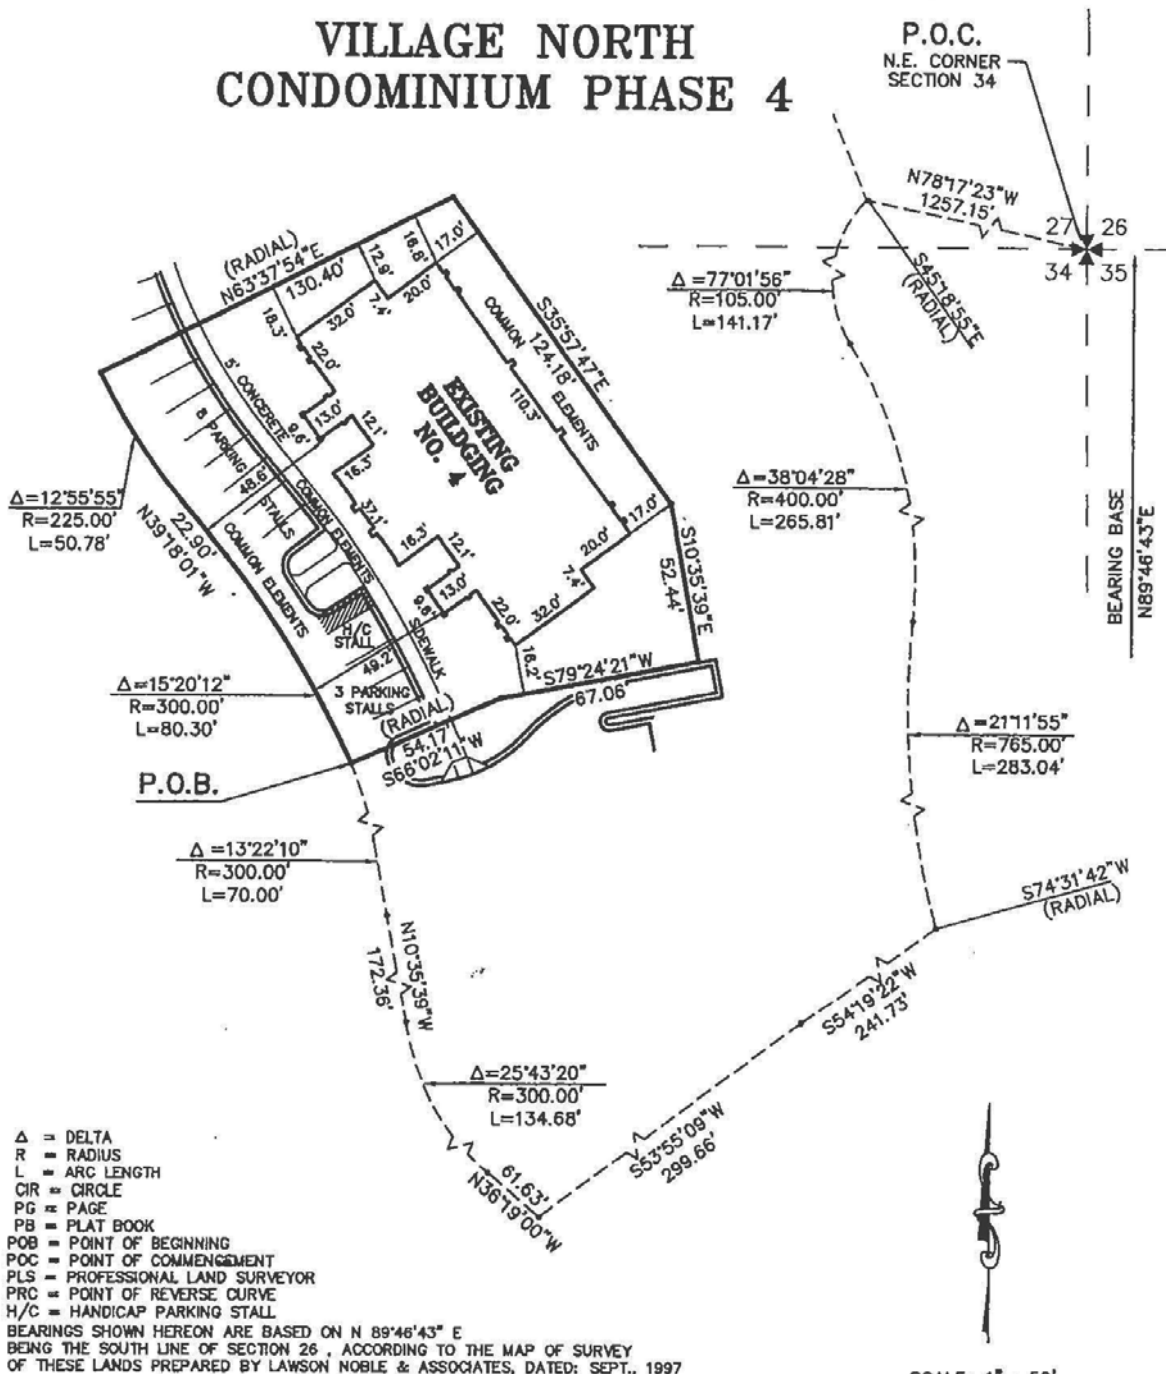 VILLAGE NORTH
CONDOMINIUM PHASE 4
P.O.C.
N.E. CORNER
SECTION 34
N78°17'23"W
1257.15'
27 26
34 35
S45°18'55"E
(RADIAL)
Δ =77°01'56"
R=105.00'
L=141.17'
BEARING BASE
N89°46'43"E
(RADIAL)
N63°37'54"E
130.40'
12.9'
16.8'
17.0'
7.4'
20.0'
18.3'
32.0'
22.0'
S35°57'47"E
124.18'
COMMON
ELEMENTS
110.3'
EXISTING
BUILDGING
NO. 4
5' CONCERETE
SIDEWALK
8 PARKING
STALLS
9.6'
13.0'
12.1'
16.3'
37.1'
16.3'
12.1'
13.0'
9.6'
22.0'
32.0'
7.4'
20.0'
17.0'
48.6'
COMMON ELEMENTS
COMMON ELEMENTS
Δ=12°55'55"
R=225.00'
L=50.78'
22.90'
N39°18'01"W
Δ=38°04'28"
R=400.00'
L=265.81'
S10°35'39"E
52.44'
H/C
STALL
49.2'
16.2'
S79°24'21"W
67.06'
3 PARKING
STALLS
(RADIAL)
54.17'
S66°02'11"W
Δ=15°20'12"
R=300.00'
L=80.30'
P.O.B.
Δ=21°11'55"
R=765.00'
L=283.04'
Δ =13°22'10"
R=300.00'
L=70.00'
S74°31'42"W
(RADIAL)
N10°35'39"W
172.36'
S54°19'22"W
241.73'
Δ=25°43'20"
R=300.00'
L=134.68'
S53°55'09"W
299.66'
61.63'
N36°19'00"W
Δ = DELTA
R = RADIUS
L = ARC LENGTH
CIR = CIRCLE
PG = PAGE
PB = PLAT BOOK
POB = POINT OF BEGINNING
POC = POINT OF COMMENCEMENT
PLS = PROFESSIONAL LAND SURVEYOR
PRC = POINT OF REVERSE CURVE
H/C = HANDICAP PARKING STALL
BEARINGS SHOWN HEREON ARE BASED ON N 89°46'43" E
BEING THE SOUTH LINE OF SECTION 26 , ACCORDING TO THE MAP OF SURVEY
OF THESE LANDS PREPARED BY LAWSON NOBLE & ASSOCIATES, DATED: SEPT., 1997